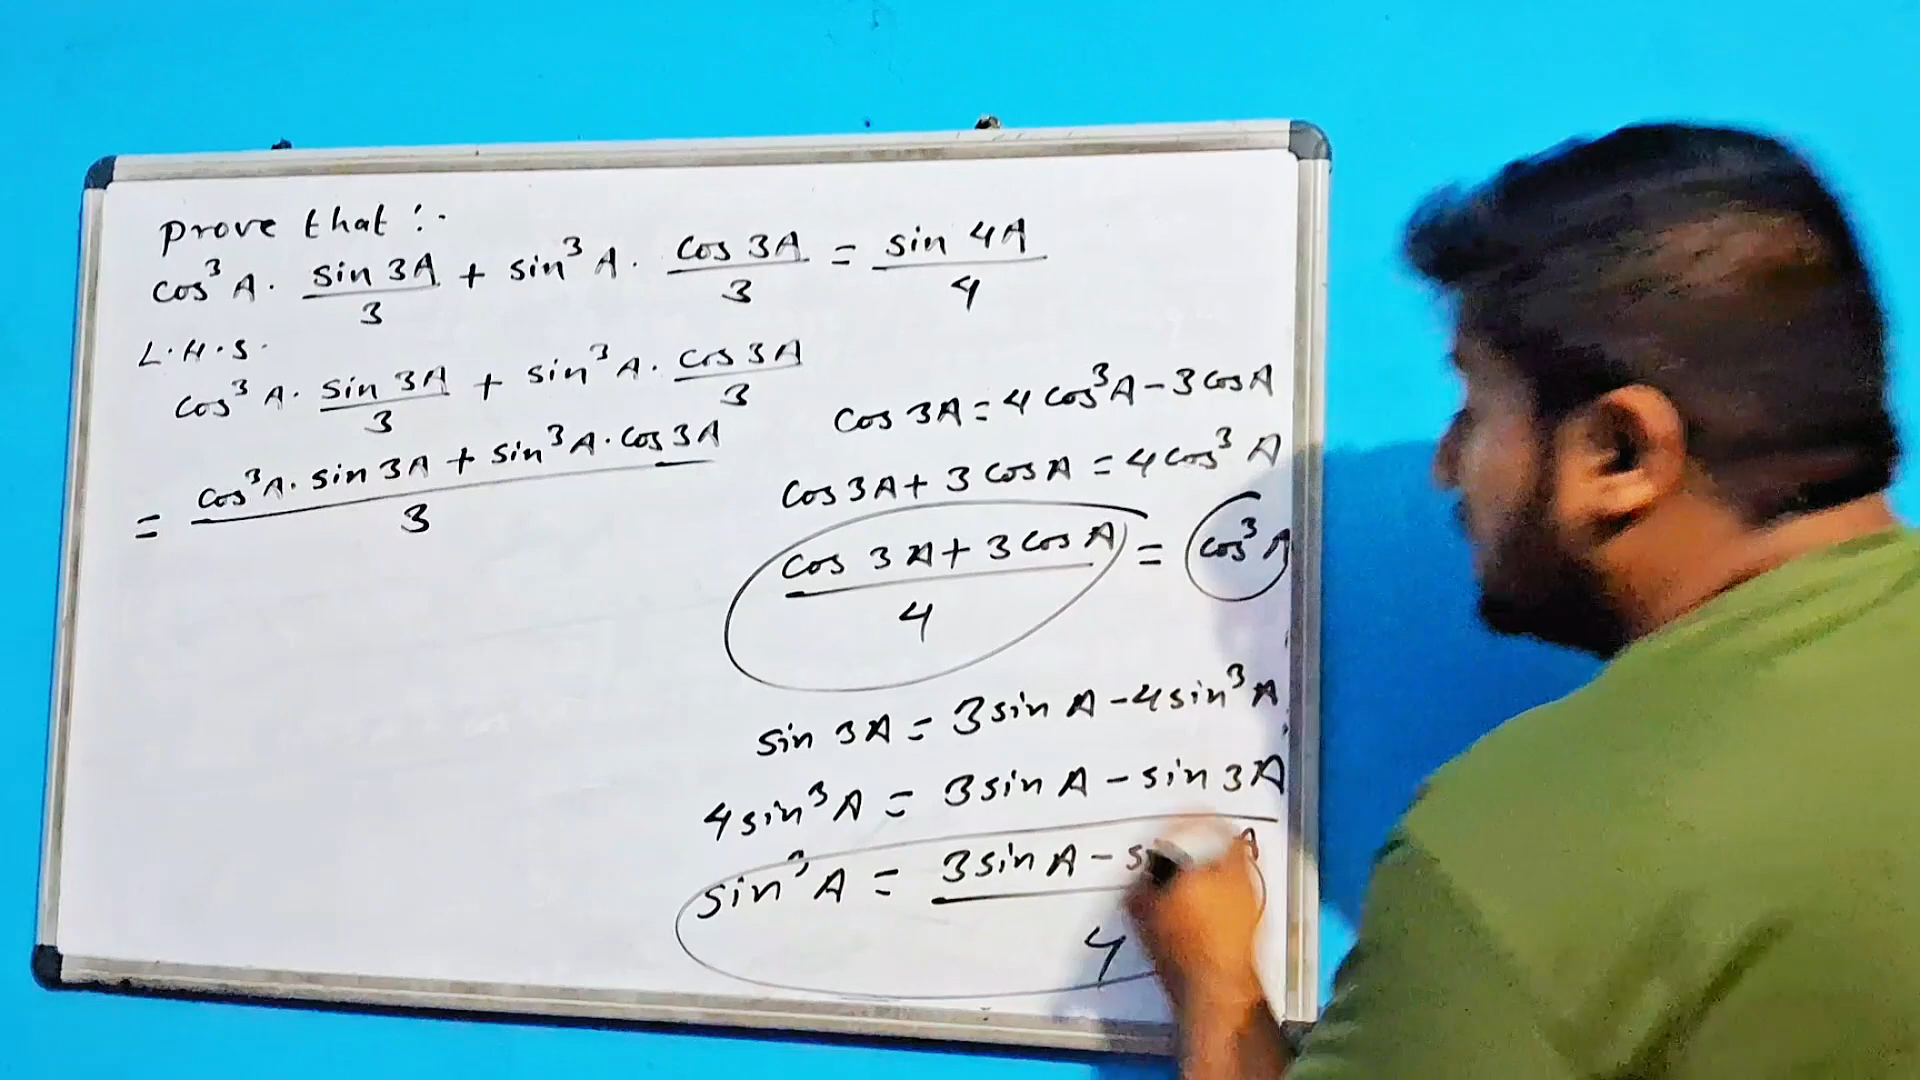 prove that :-
cos³A. sin 3A/3 + sin³A. cos 3A/3 = sin 4A/4
L.H.S.
cos³A. sin 3A/3 + sin³A. cos 3A/3
= cos³A. sin 3A + sin³A. cos 3A/3
cos 3A = 4 cos³A - 3 cos A
cos 3A + 3 cos A = 4 cos³ A
cos 3A + 3 cos A/4 = cos³ A
sin 3A = 3 sin A - 4 sin³ A
4 sin³ A = 3 sin A - sin 3A
sin³ A = 3 sin A - A/4